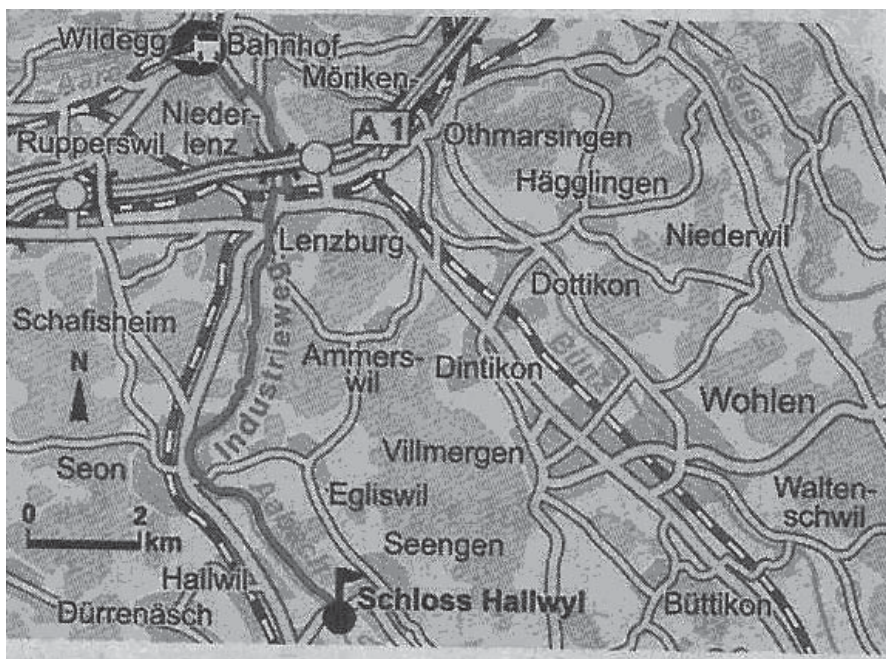 Wildegg Bahnhof
Möriken-
Aare
Reuss
Nieder-
lenz
A 1
Rupperswil
Othmarsingen
Hägglingen
Niederwil
Lenzburg
Dottikon
Industrieweg
Schafisheim
N
Ammers-
wil
Bünz
Dintikon
Wohlen
Villmergen
Seon
Egliswil
Walten-
schwil
0 2
km
Aabach
Seengen
Hallwil
Schloss Hallwyl
Dürrenäsch
Büttikon